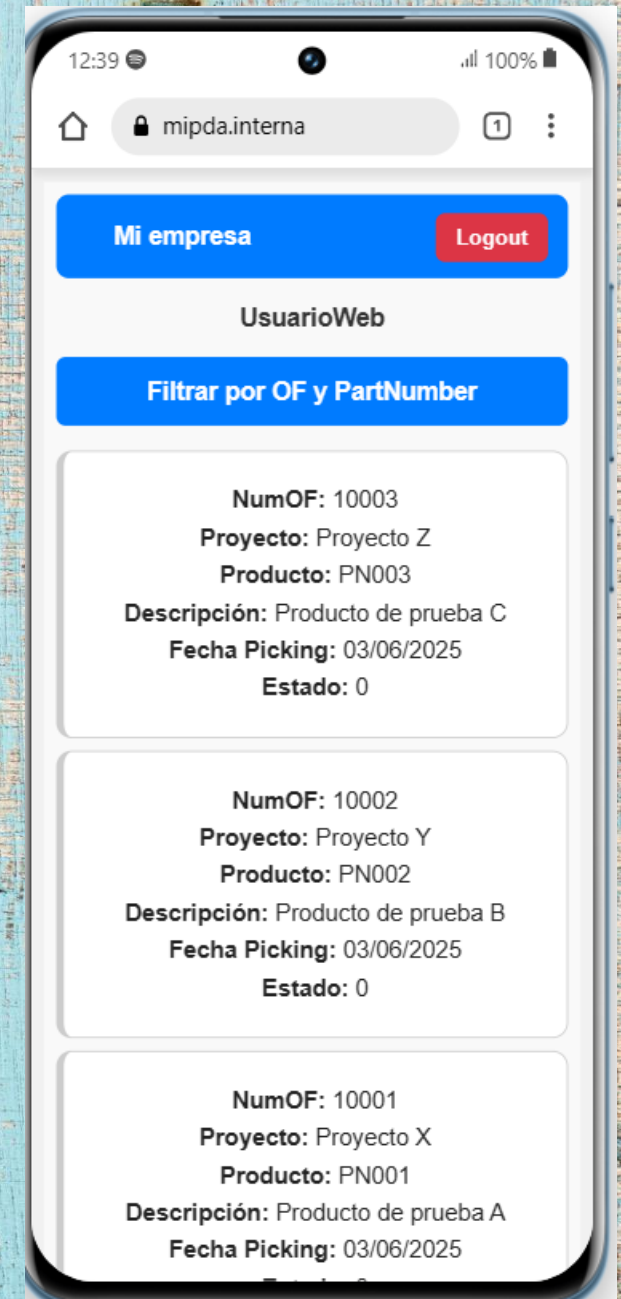 12:39
100%
mipda.interna
1
Mi empresa
Logout
UsuarioWeb
Filtrar por OF y PartNumber
NumOF: 10003
Proyecto: Proyecto Z
Producto: PN003
Descripción: Producto de prueba C
Fecha Picking: 03/06/2025
Estado: 0
NumOF: 10002
Proyecto: Proyecto Y
Producto: PN002
Descripción: Producto de prueba B
Fecha Picking: 03/06/2025
Estado: 0
NumOF: 10001
Proyecto: Proyecto X
Producto: PN001
Descripción: Producto de prueba A
Fecha Picking: 03/06/2025